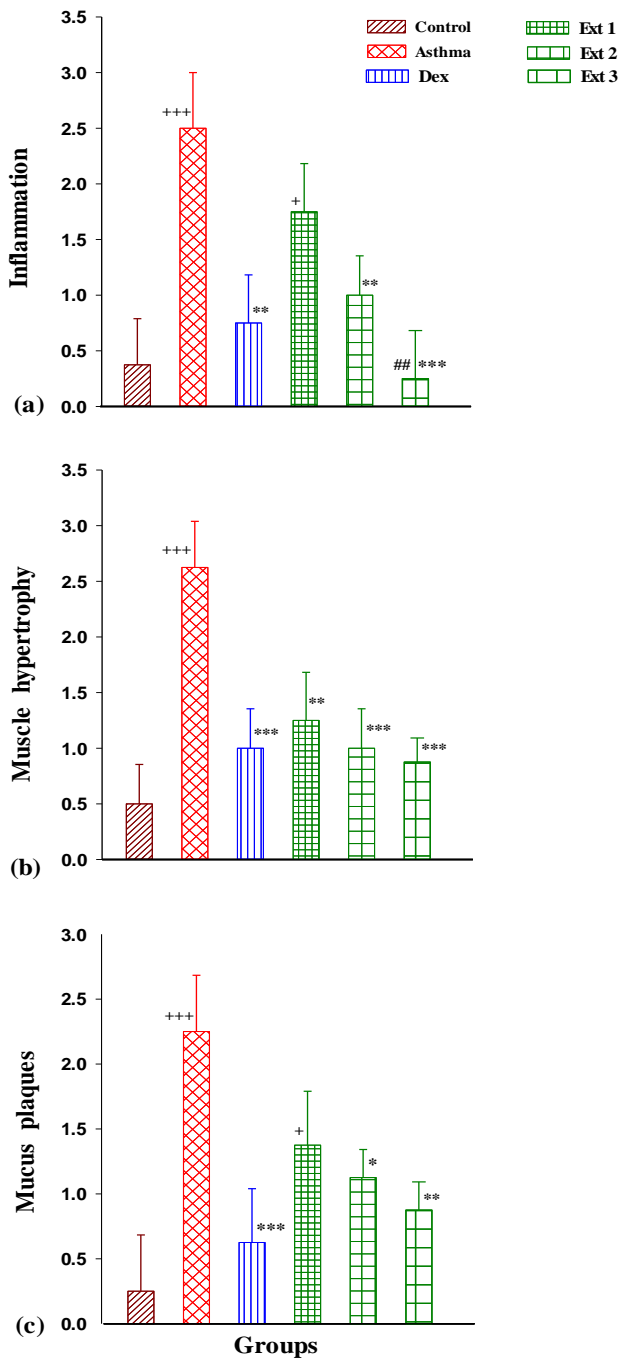 3.5
3.0
2.5
2.0
1.5
1.0
0.5
0.0
Inflammation
(a)
Control
Asthma
Dex
Ext 1
Ext 2
Ext 3
+++
**
+
**
## ***
3.5
3.0
2.5
2.0
1.5
1.0
0.5
0.0
Muscle hypertrophy
(b)
+++
***
**
***
***
3.0
2.5
2.0
1.5
1.0
0.5
0.0
Mucus plaques
(c)
+++
***
+
*
**
Groups